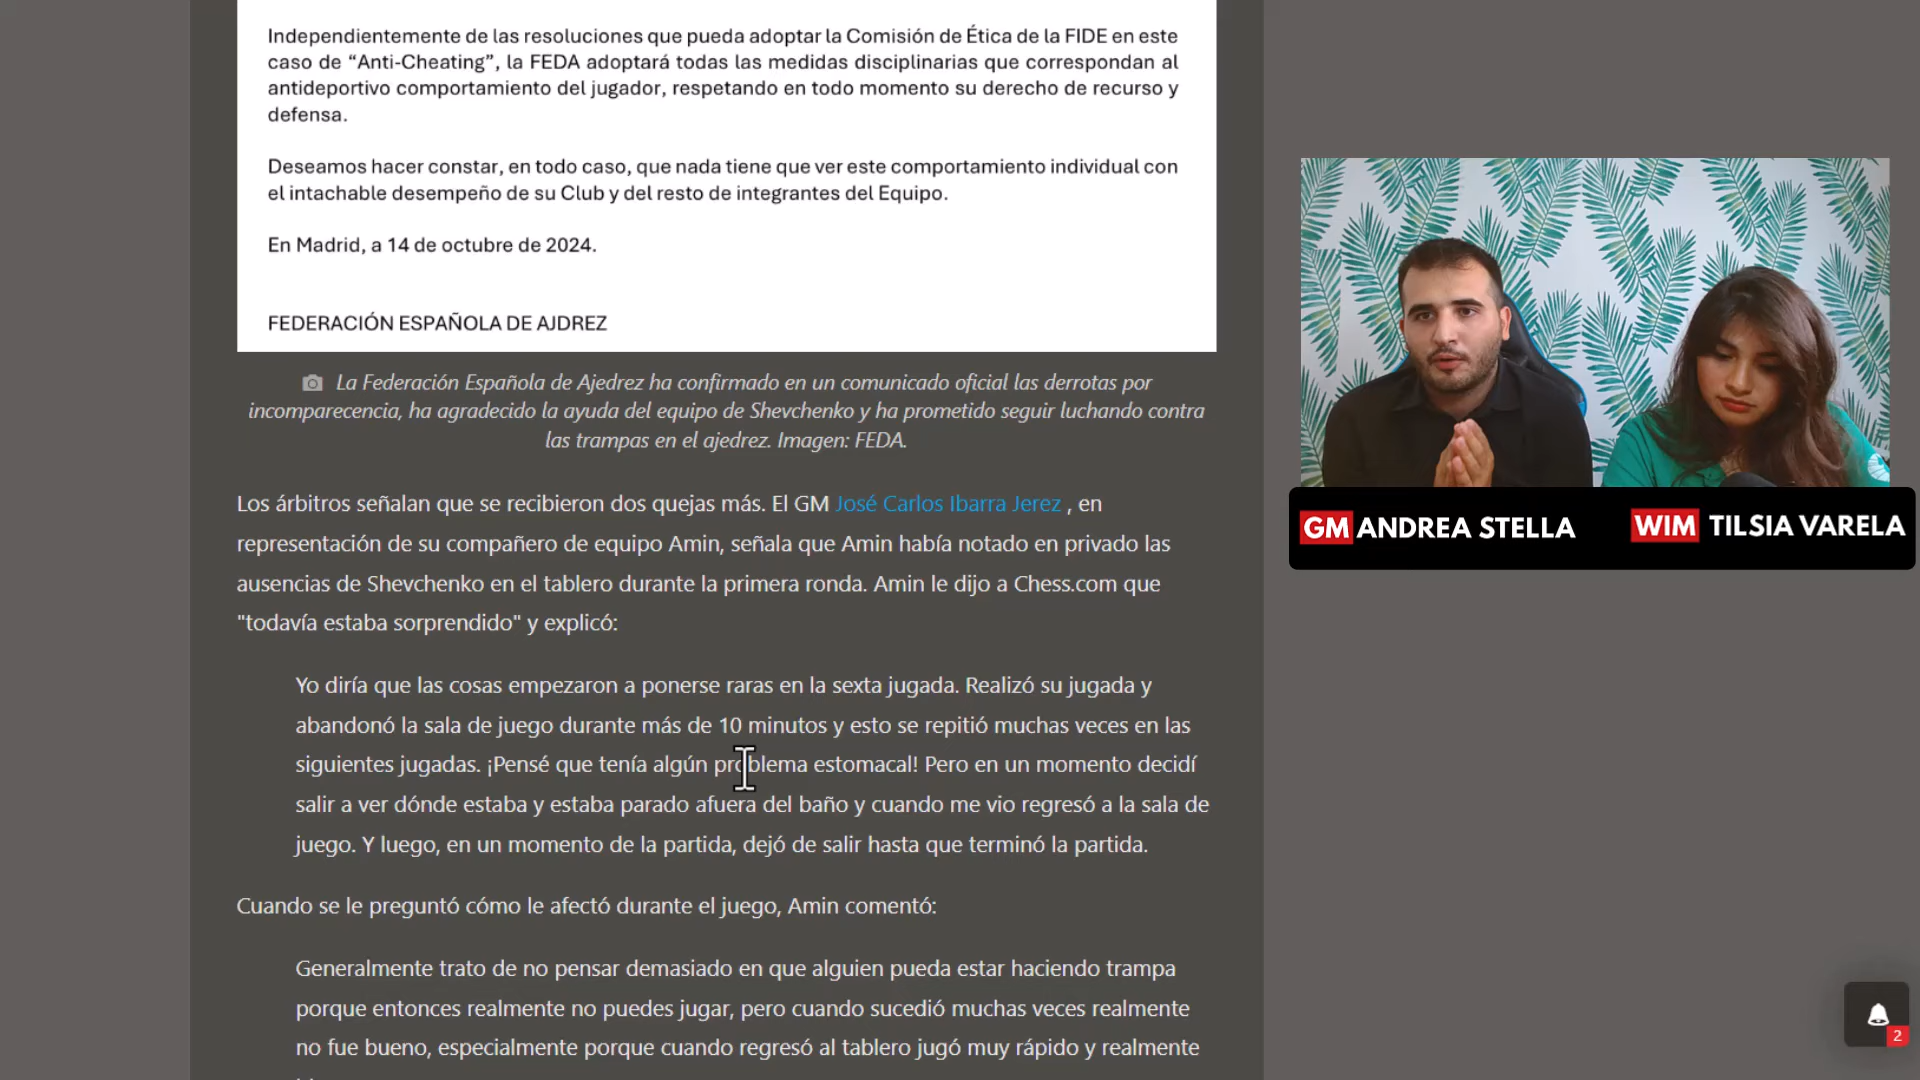 Independientemente de las resoluciones que pueda adoptar la Comisión de Ética de la FIDE en este
caso de “Anti-Cheating”, la FEDA adoptará todas las medidas disciplinarias que correspondan al
antideportivo comportamiento del jugador, respetando en todo momento su derecho de recurso y
defensa.
Deseamos hacer constar, en todo caso, que nada tiene que ver este comportamiento individual con
el intachable desempeño de su Club y del resto de integrantes del Equipo.
En Madrid, a 14 de octubre de 2024.
FEDERACIÓN ESPAÑOLA DE AJDREZ
La Federación Española de Ajedrez ha confirmado en un comunicado oficial las derrotas por
incomparecencia, ha agradecido la ayuda del equipo de Shevchenko y ha prometido seguir luchando contra
las trampas en el ajedrez. Imagen: FEDA.
Los árbitros señalan que se recibieron dos quejas más. El GM José Carlos Ibarra Jerez , en
representación de su compañero de equipo Amin, señala que Amin había notado en privado las
ausencias de Shevchenko en el tablero durante la primera ronda. Amin le dijo a Chess.com que
"todavía estaba sorprendido" y explicó:
Yo diría que las cosas empezaron a ponerse raras en la sexta jugada. Realizó su jugada y
abandonó la sala de juego durante más de 10 minutos y esto se repitió muchas veces en las
siguientes jugadas. ¡Pensé que tenía algún problema estomacal! Pero en un momento decidí
salir a ver dónde estaba y estaba parado afuera del baño y cuando me vio regresó a la sala de
juego. Y luego, en un momento de la partida, dejó de salir hasta que terminó la partida.
Cuando se le preguntó cómo le afectó durante el juego, Amin comentó:
Generalmente trato de no pensar demasiado en que alguien pueda estar haciendo trampa
porque entonces realmente no puedes jugar, pero cuando sucedió muchas veces realmente
no fue bueno, especialmente porque cuando regresó al tablero jugó muy rápido y realmente
GM ANDREA STELLA
WIM TILSIA VARELA
2